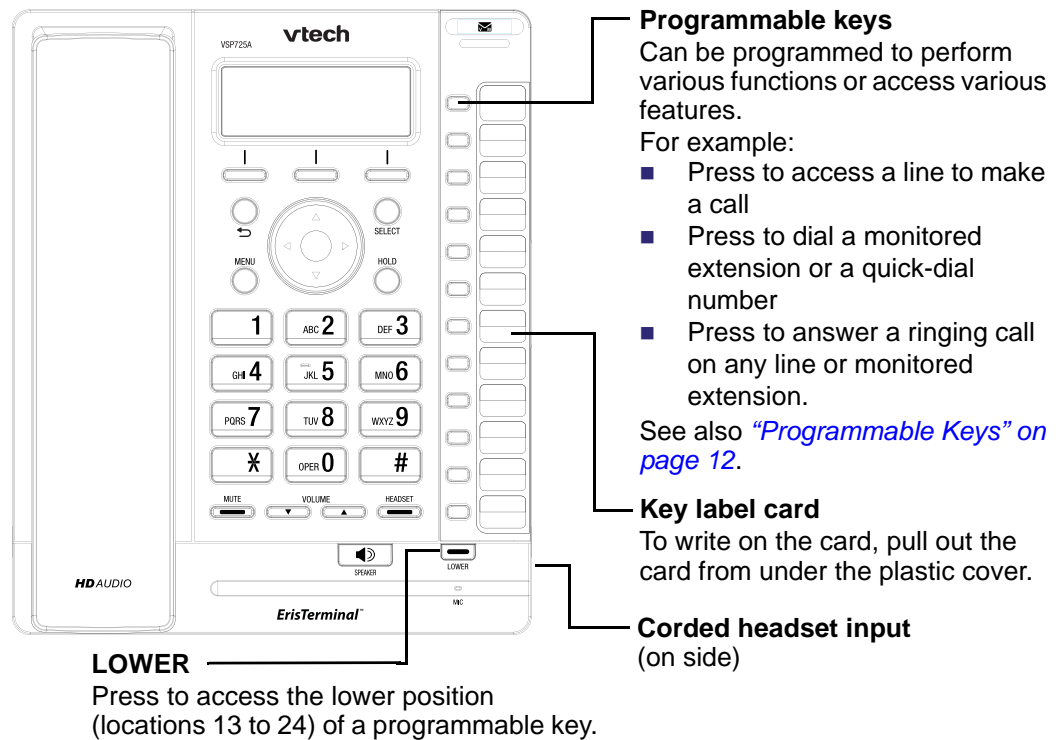 vtech
VSP725A
SELECT
MENU
HOLD
1
ABC 2
DEF 3
GHI 4
JKL 5
MNO 6
PQRS 7
TUV 8
WXYZ 9
*
OPER 0
#
MUTE
VOLUME
HEADSET
SPEAKER
LOWER
HD AUDIO
MIC
ErisTerminal™
Programmable keys
Can be programmed to perform
various functions or access various
features.
For example:
■ Press to access a line to make
a call
■ Press to dial a monitored
extension or a quick-dial
number
■ Press to answer a ringing call
on any line or monitored
extension.
See also “Programmable Keys” on
page 12.
Key label card
To write on the card, pull out the
card from under the plastic cover.
Corded headset input
(on side)
LOWER
Press to access the lower position
(locations 13 to 24) of a programmable key.